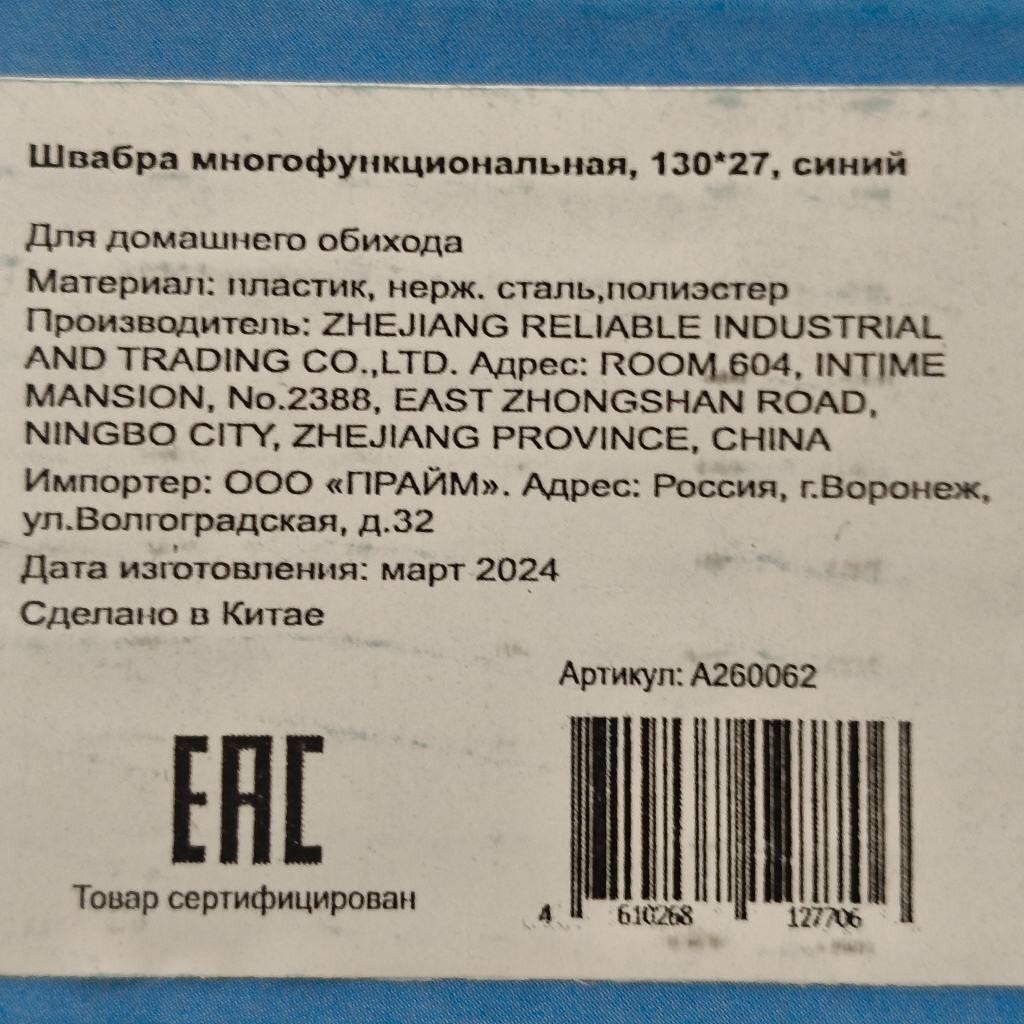 Швабра многофункциональная, 130*27, синий
Для домашнего обихода
Материал: пластик, нерж. сталь,полиэстер
Производитель: ZHEJIANG RELIABLE INDUSTRIAL
AND TRADING CO.,LTD. Адрес: ROOM 604, INTIME
MANSION, No.2388, EAST ZHONGSHAN ROAD,
NINGBO CITY, ZHEJIANG PROVINCE, CHINA
Импортер: ООО «ПРАЙМ». Адрес: Россия, г.Воронеж,
ул.Волгоградская, д.32
Дата изготовления: март 2024
Сделано в Китае
Артикул: А260062
EAC
Товар сертифицирован
4 610268 127706